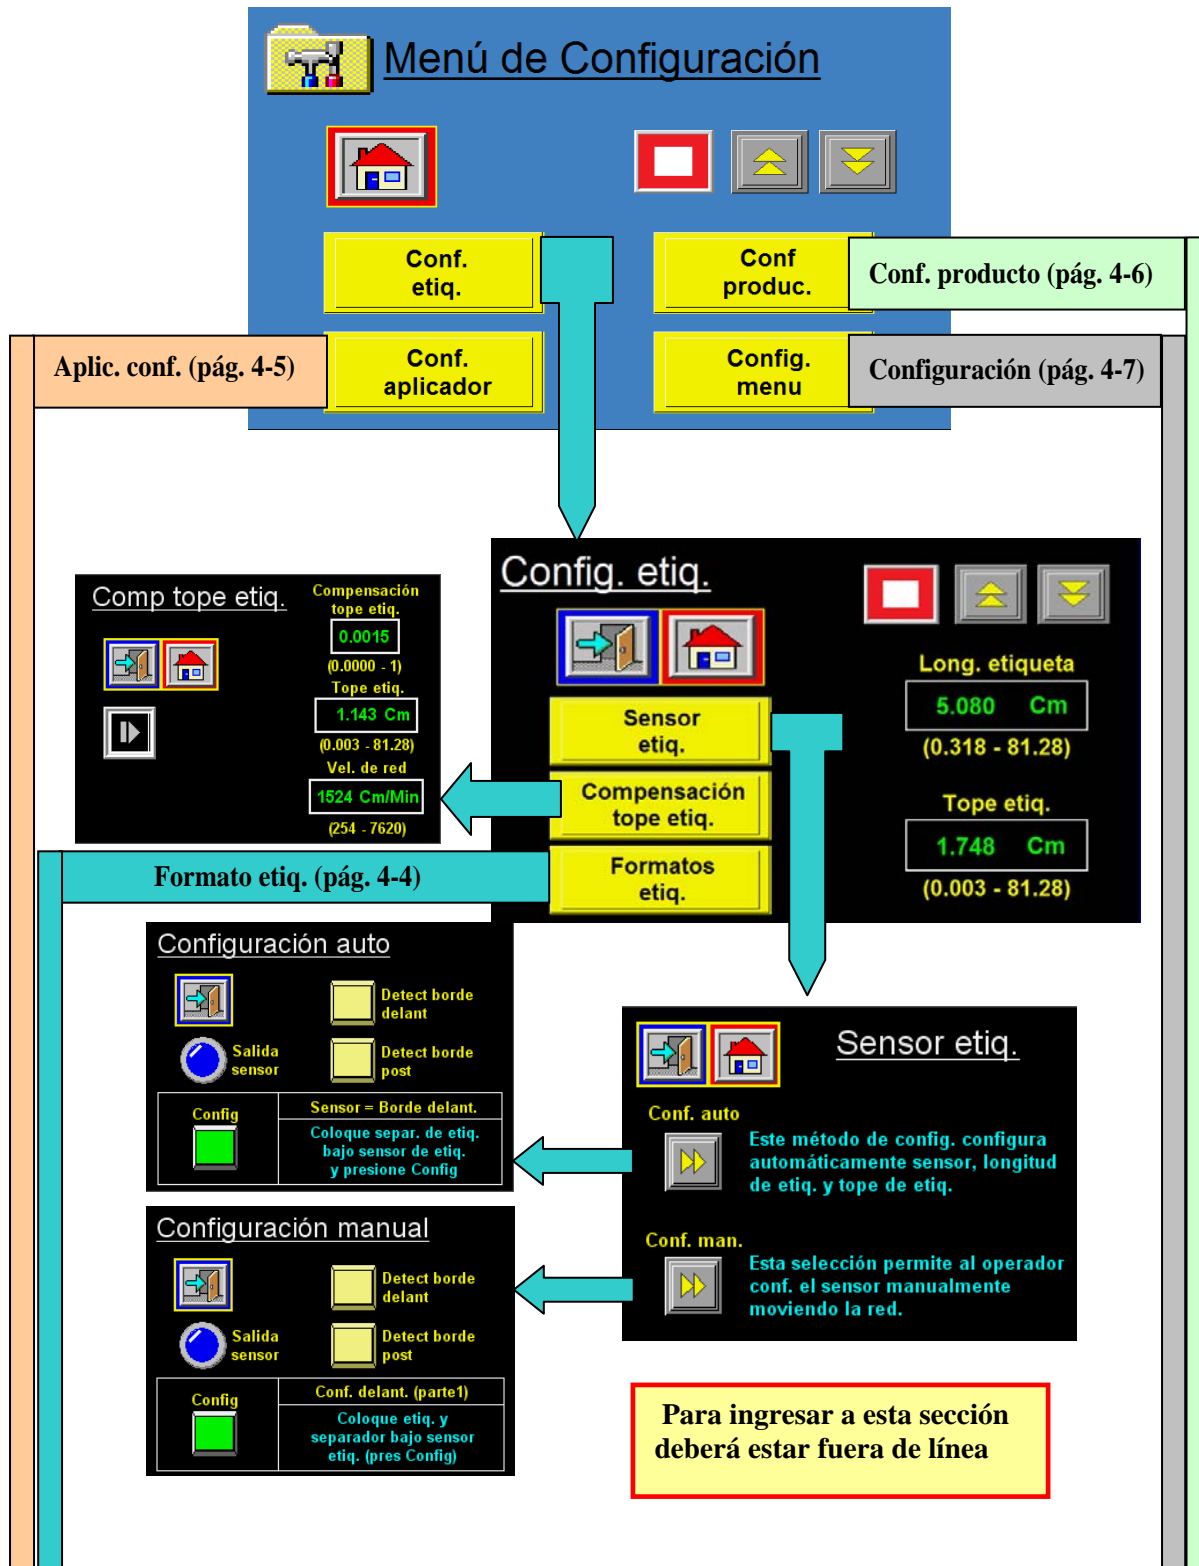 Menú de Configuración
Conf.
etiq.
Conf
produc.
Conf. producto (pág. 4-6)
Aplic. conf. (pág. 4-5)
Conf.
aplicador
Config.
menu
Configuración (pág. 4-7)
Comp tope etiq.
Compensación
tope etiq.
0.0015
(0.0000 - 1)
Tope etiq.
1.143 Cm
(0.003 - 81.28)
Vel. de red
1524 Cm/Min
(254 - 7620)
Config. etiq.
Sensor
etiq.
Compensación
tope etiq.
Formatos
etiq.
Long. etiqueta
5.080 Cm
(0.318 - 81.28)
Tope etiq.
1.748 Cm
(0.003 - 81.28)
Formato etiq. (pág. 4-4)
Configuración auto
Detect borde
delant
Salida
sensor
Detect borde
post
Config
Sensor = Borde delant.
Coloque separ. de etiq.
bajo sensor de etiq.
y presione Config
Sensor etiq.
Conf. auto
Este método de config. configura
automáticamente sensor, longitud
de etiq. y tope de etiq.
Conf. man.
Esta selección permite al operador
conf. el sensor manualmente
moviendo la red.
Configuración manual
Detect borde
delant
Salida
sensor
Detect borde
post
Config
Conf. delant. (parte1)
Coloque etiq. y
separador bajo sensor
etiq. (pres Config)
Para ingresar a esta sección
deberá estar fuera de línea